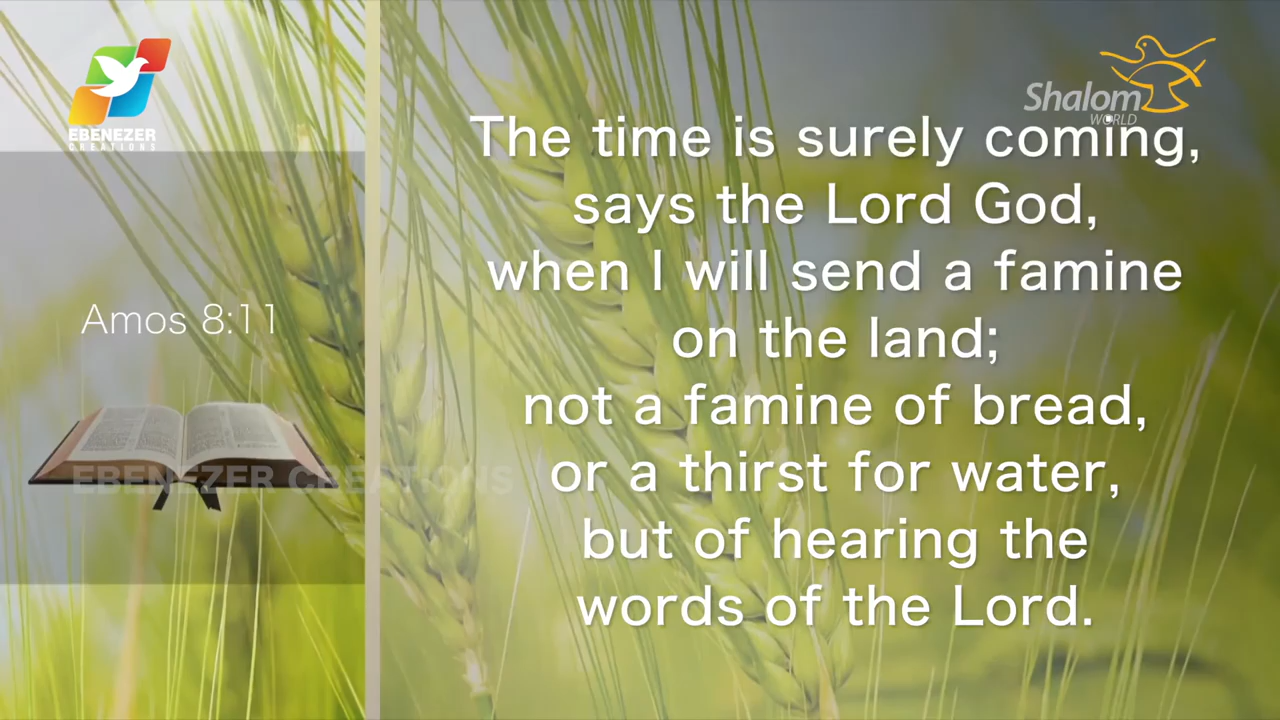 EBENEZER
CREATIONS
Shalom
WORLD
Amos 8:11
The time is surely coming,
says the Lord God,
when I will send a famine
on the land;
not a famine of bread,
or a thirst for water,
but of hearing the
words of the Lord.
EBENEZER CREATIONS